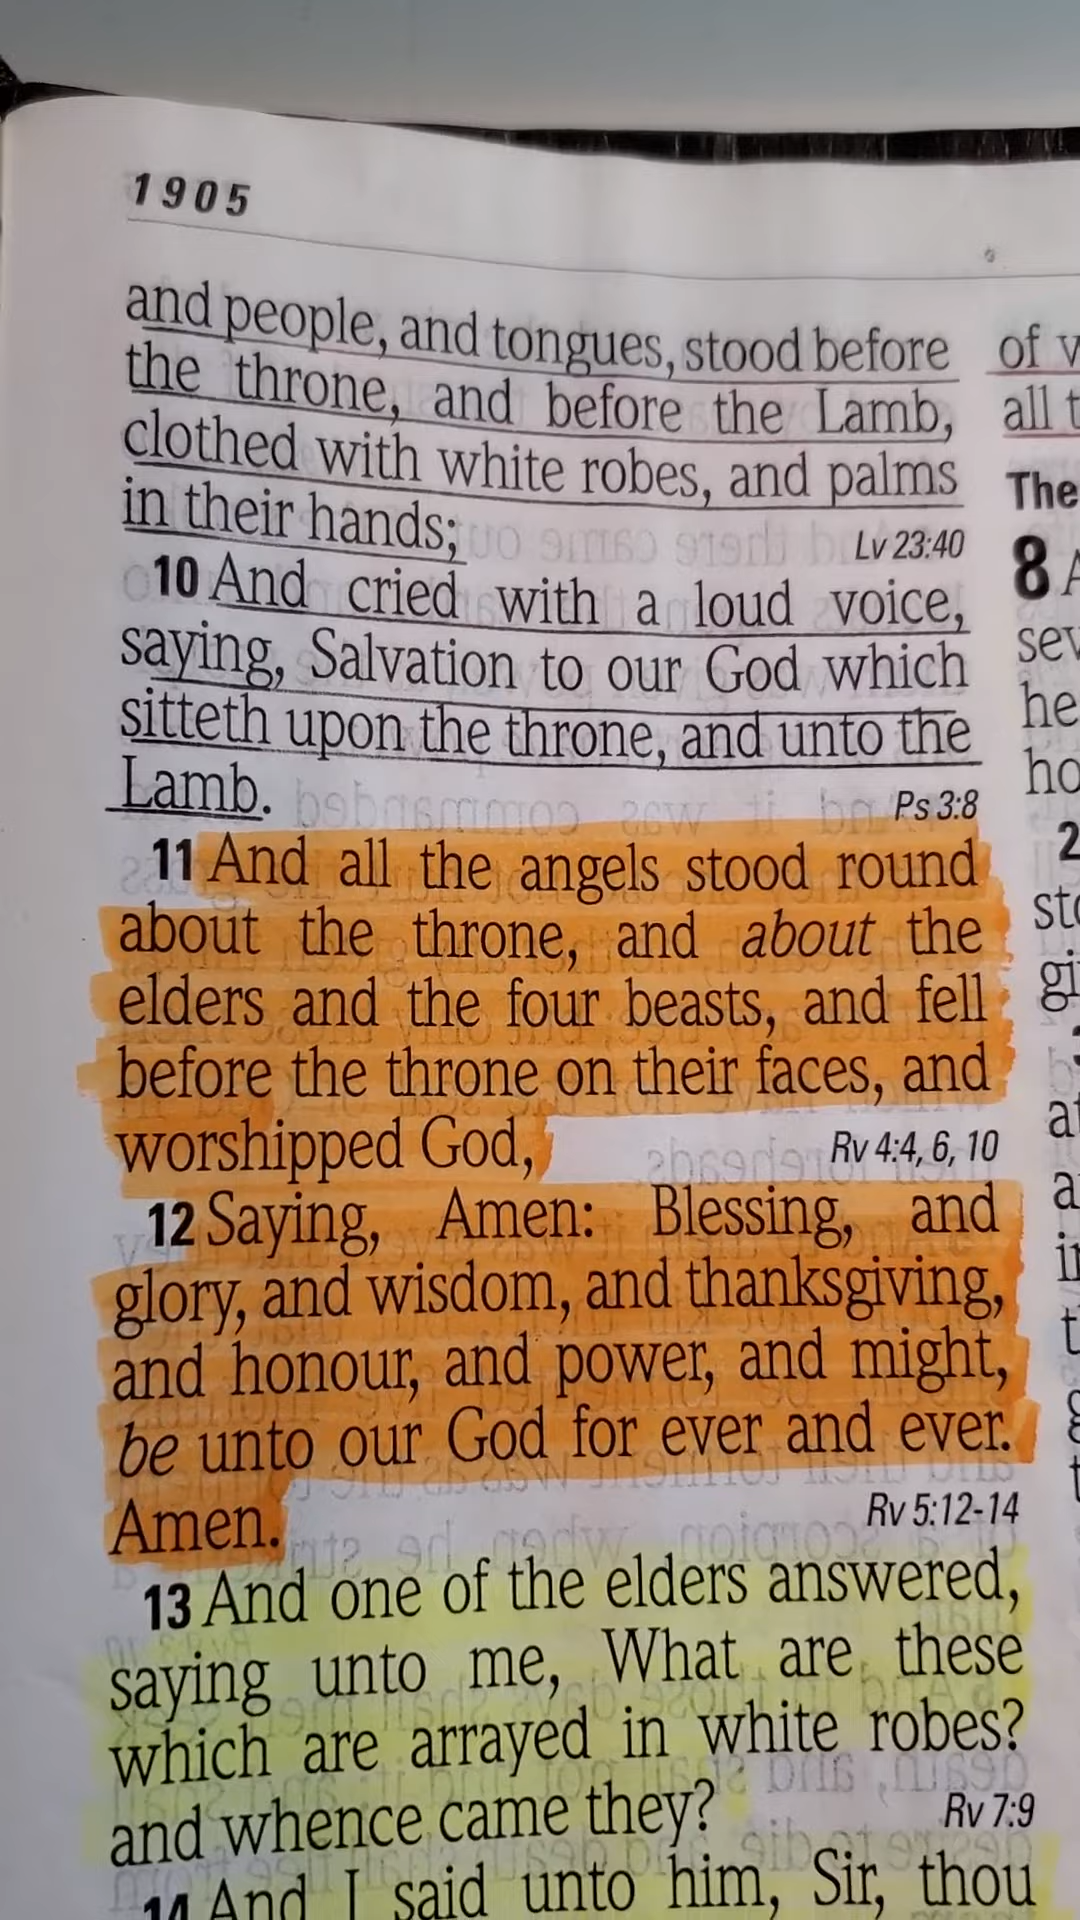 1905
and people, and tongues, stood before
the throne, and before the Lamb,
clothed with white robes, and palms
in their hands;
Lv 23:40
10 And cried with a loud voice,
saying, Salvation to our God which
sitteth upon the throne, and unto the
Lamb.
Ps 3:8
11 And all the angels stood round
about the throne, and about the
elders and the four beasts, and fell
before the throne on their faces, and
worshipped God,
Rv 4:4, 6, 10
12 Saying, Amen: Blessing, and
glory, and wisdom, and thanksgiving,
and honour, and power, and might,
be unto our God for ever and ever.
Amen.
Rv 5:12-14
13 And one of the elders answered,
saying unto me, What are these
which are arrayed in white robes?
and whence came they?
Rv 7:9
14 And I said unto him, Sir, thou
of
all
The
8
he
2